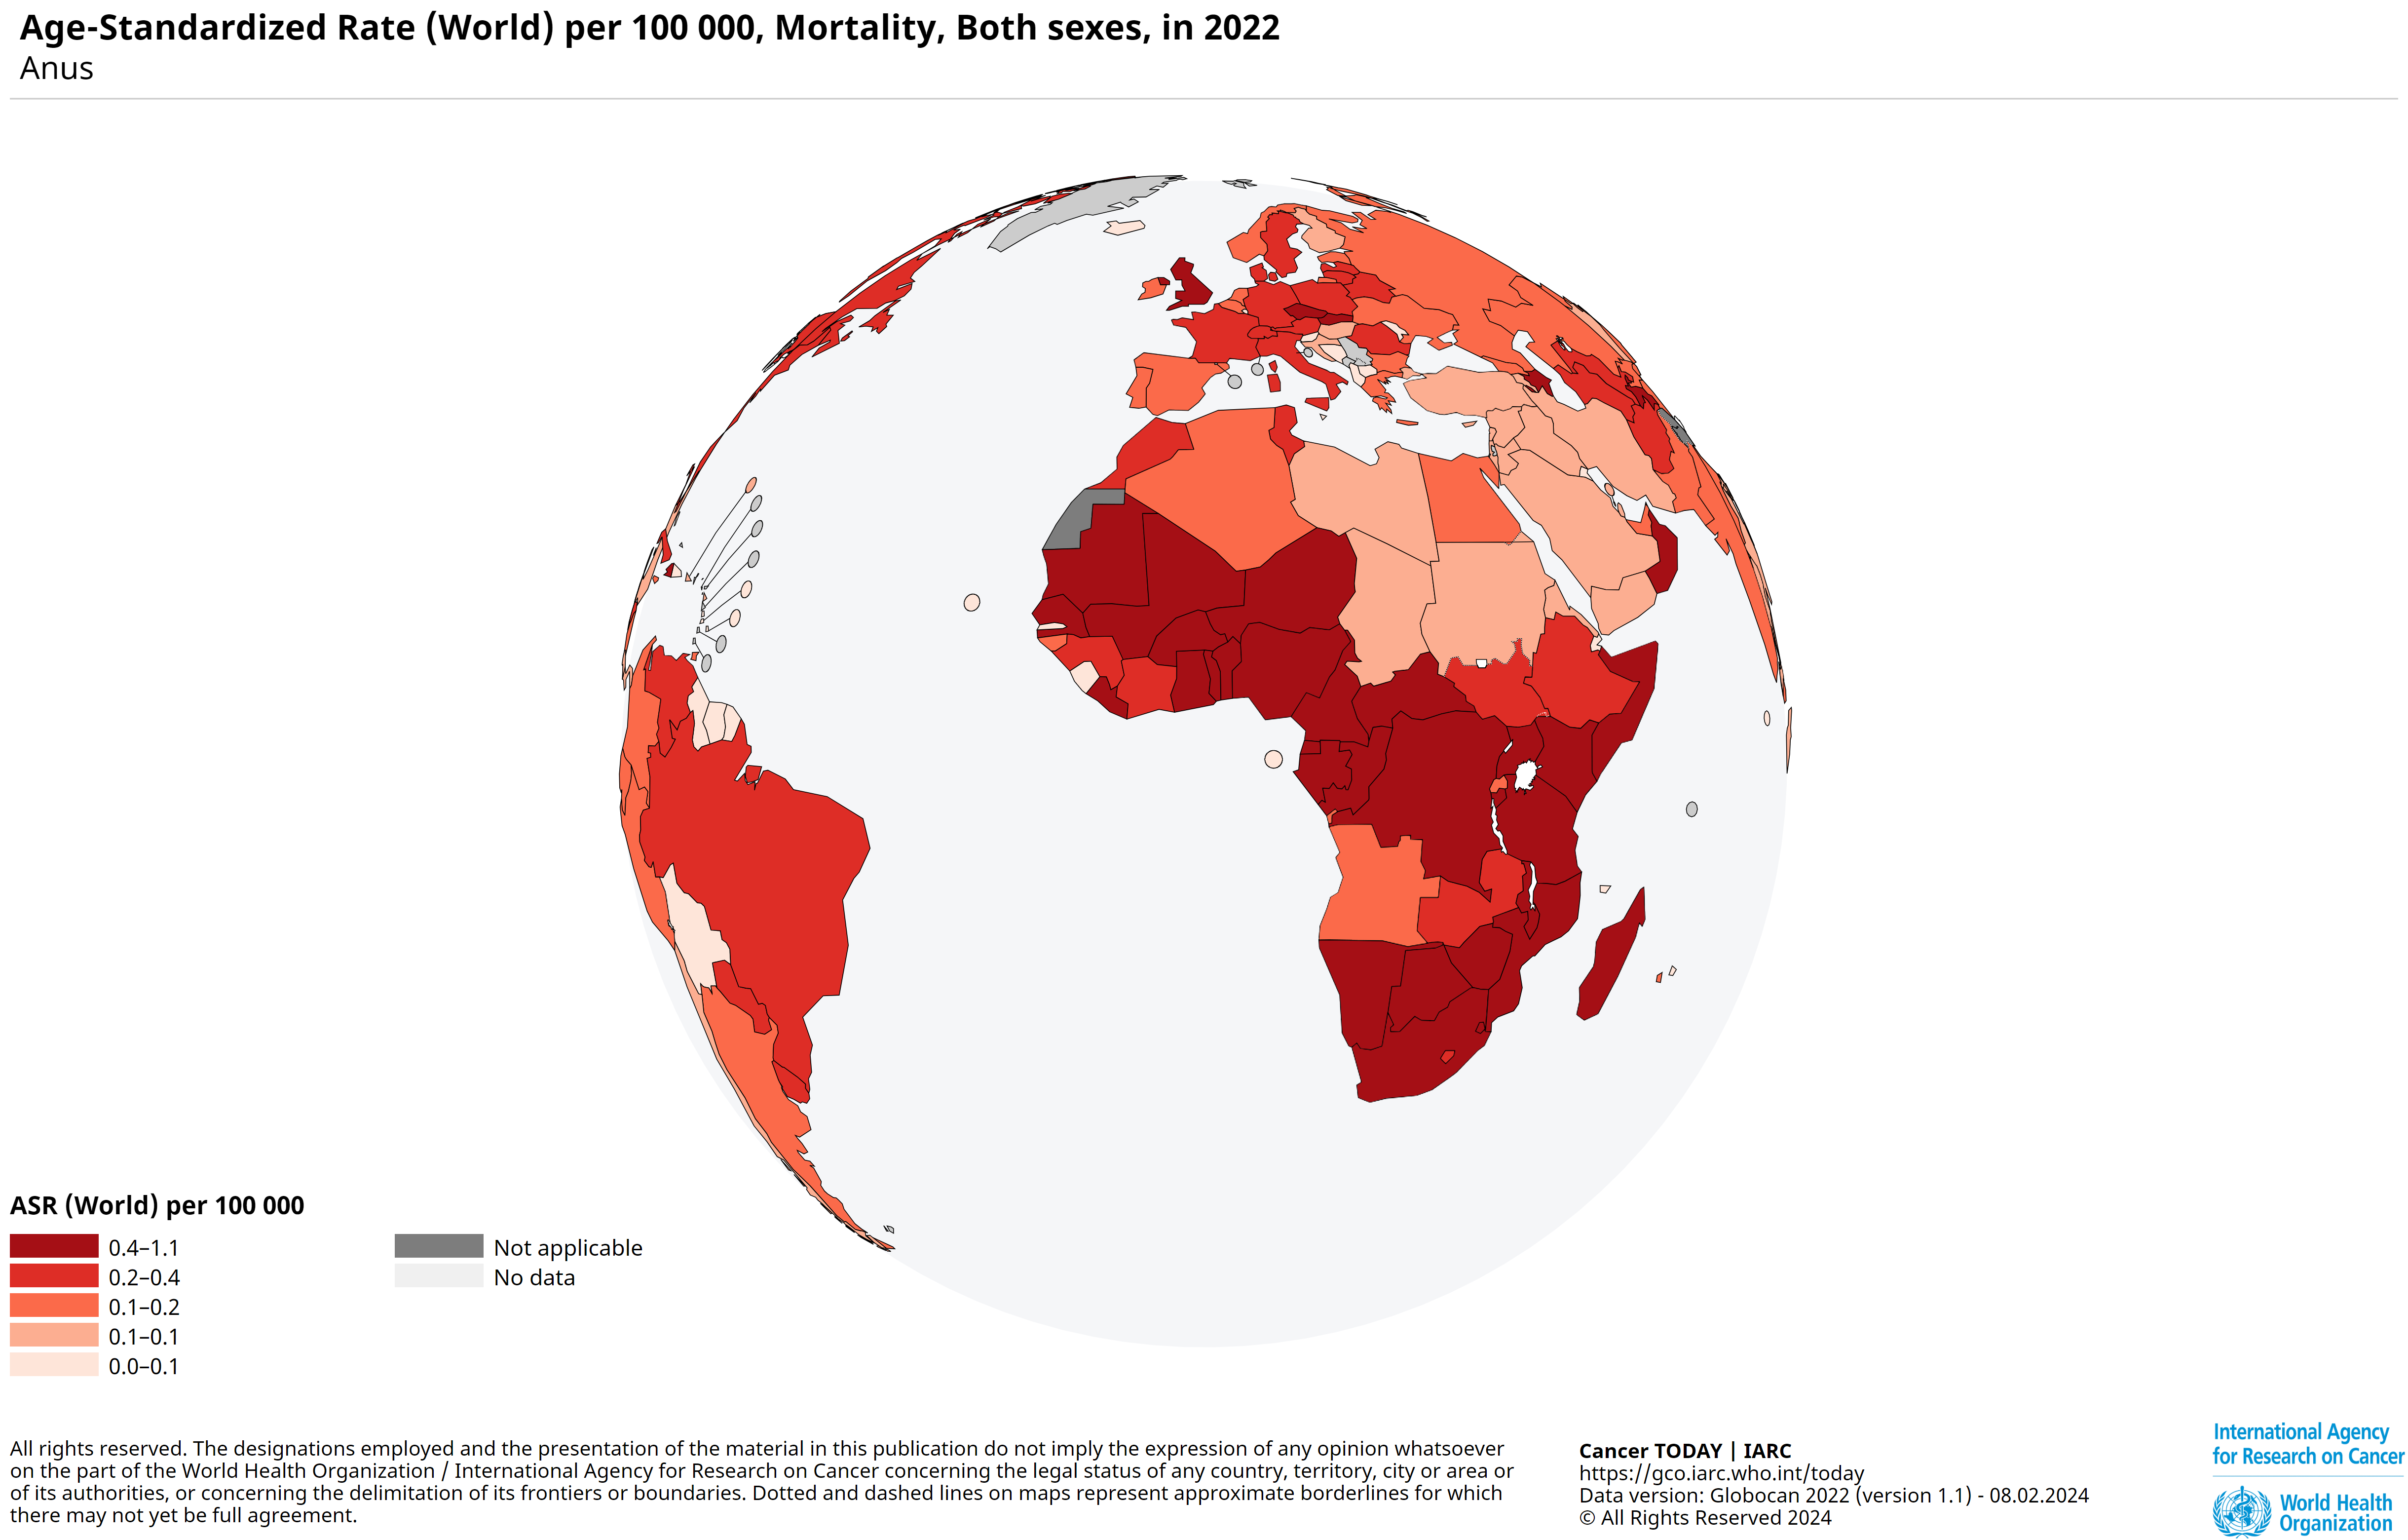 Age-Standardized Rate (World) per 100 000, Mortality, Both sexes, in 2022
Anus
ASR (World) per 100 000
0.4–1.1
0.2–0.4
0.1–0.2
0.1–0.1
0.0–0.1
Not applicable
No data
All rights reserved. The designations employed and the presentation of the material in this publication do not imply the expression of any opinion whatsoever
on the part of the World Health Organization / International Agency for Research on Cancer concerning the legal status of any country, territory, city or area or
of its authorities, or concerning the delimitation of its frontiers or boundaries. Dotted and dashed lines on maps represent approximate borderlines for which
there may not yet be full agreement.
Cancer TODAY | IARC
https://gco.iarc.who.int/today
Data version: Globocan 2022 (version 1.1) - 08.02.2024
© All Rights Reserved 2024
International Agency
for Research on Cancer
World Health
Organization